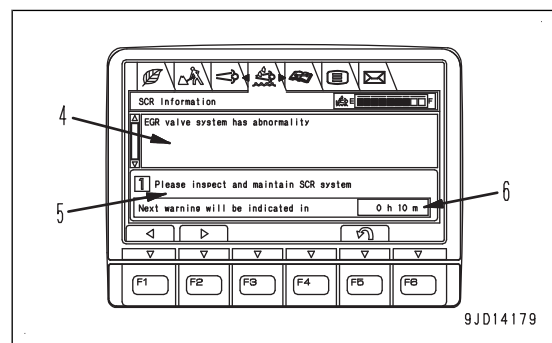 SCR Information
E F
EGR valve system has abnormality
4
1 Please inspect and maintain SCR system
5
Next warning will be indicated in 0 h 10 m
6
F1 F2 F3 F4 F5 F6
9JD14179